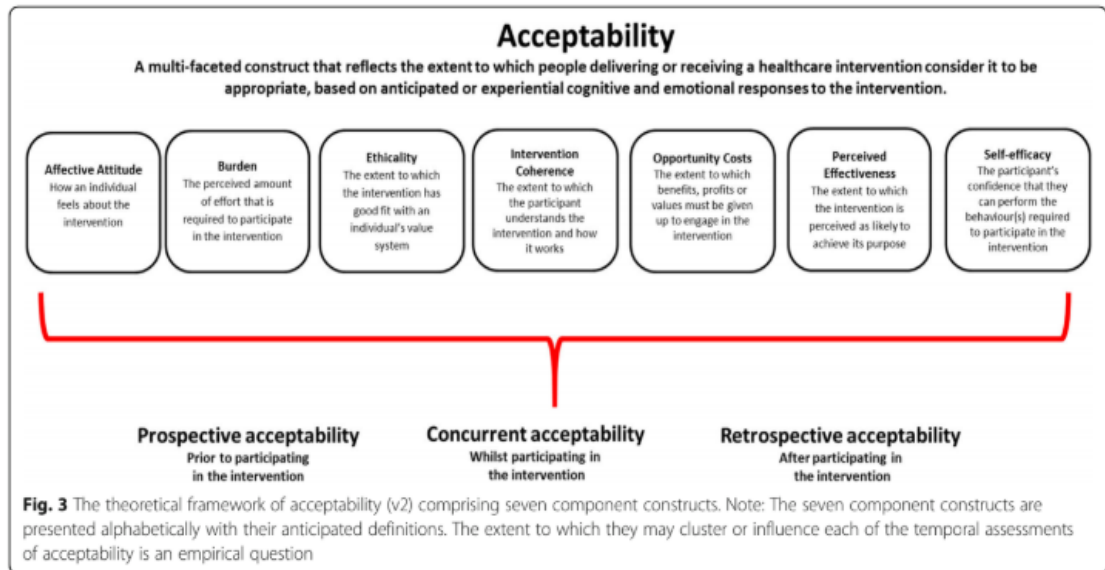 Acceptability
A multi-faceted construct that reflects the extent to which people delivering or receiving a healthcare intervention consider it to be
appropriate, based on anticipated or experiential cognitive and emotional responses to the intervention.
Affective Attitude
How an individual
feels about the
intervention
Burden
The perceived amount
of effort that is
required to participate
in the intervention
Ethicality
The extent to which
the intervention has
good fit with an
individual's value
system
Intervention
Coherence
The extent to which
the participant
understands the
intervention and how
it works
Opportunity Costs
The extent to which
benefits, profits or
values must be given
up to engage in the
intervention
Perceived
Effectiveness
The extent to which
the intervention is
perceived as likely to
achieve its purpose
Self-efficacy
The participant's
confidence that they
can perform the
behaviour(s) required
to participate in the
intervention
Prospective acceptability
Prior to participating
in the intervention
Concurrent acceptability
Whilst participating in
the intervention
Retrospective acceptability
After participating in
the intervention
Fig. 3 The theoretical framework of acceptability (v2) comprising seven component constructs. Note: The seven component constructs are
presented alphabetically with their anticipated definitions. The extent to which they may cluster or influence each of the temporal assessments
of acceptability is an empirical question